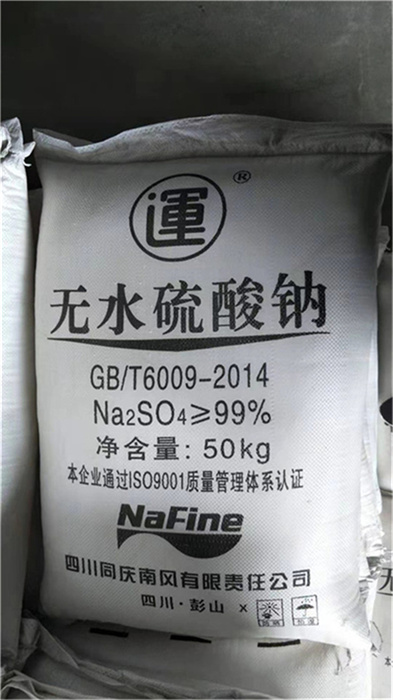 運
®
无水硫酸钠
GB/T6009-2014
Na₂SO₄≥99%
净含量: 50kg
本企业通过ISO9001质量管理体系认证
NaFine
四川同庆南风有限责任公司
四川·彭山 x
无
N